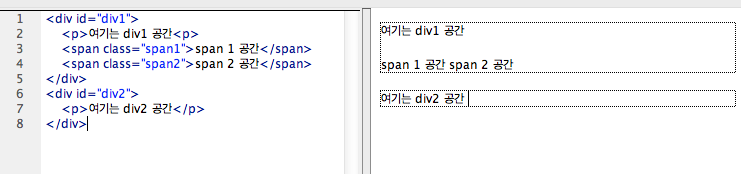 1 <div id="div1">
2 <p>여기는 div1 공간<p>
3 <span class="span1">span 1 공간</span>
4 <span class="span2">span 2 공간</span>
5 </div>
6 <div id="div2">
7 <p>여기는 div2 공간</p>
8 </div>
여기는 div1 공간
span 1 공간 span 2 공간
여기는 div2 공간